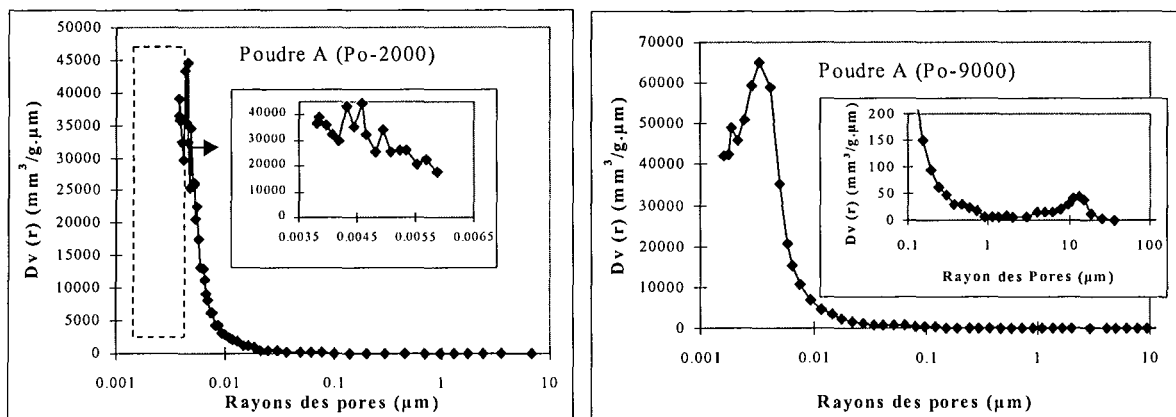 Poudre A (Po-2000)
Dv (r) (mm³/g.µm)
50000
45000
40000
35000
30000
25000
20000
15000
10000
5000
0
0.001 0.01 0.1 1 10
Rayons des pores (µm)
40000
30000
20000
10000
0
0.0035 0.0045 0.0055 0.0065
Poudre A (Po-9000)
Dv (r) (mm³/g.µm)
70000
60000
50000
40000
30000
20000
10000
0
0.001 0.01 0.1 1 10
Rayons des pores (µm)
Dv (r) (mm³/g.µm)
200
150
100
50
0
0.1 1 10 100
Rayon des Pores (µm)